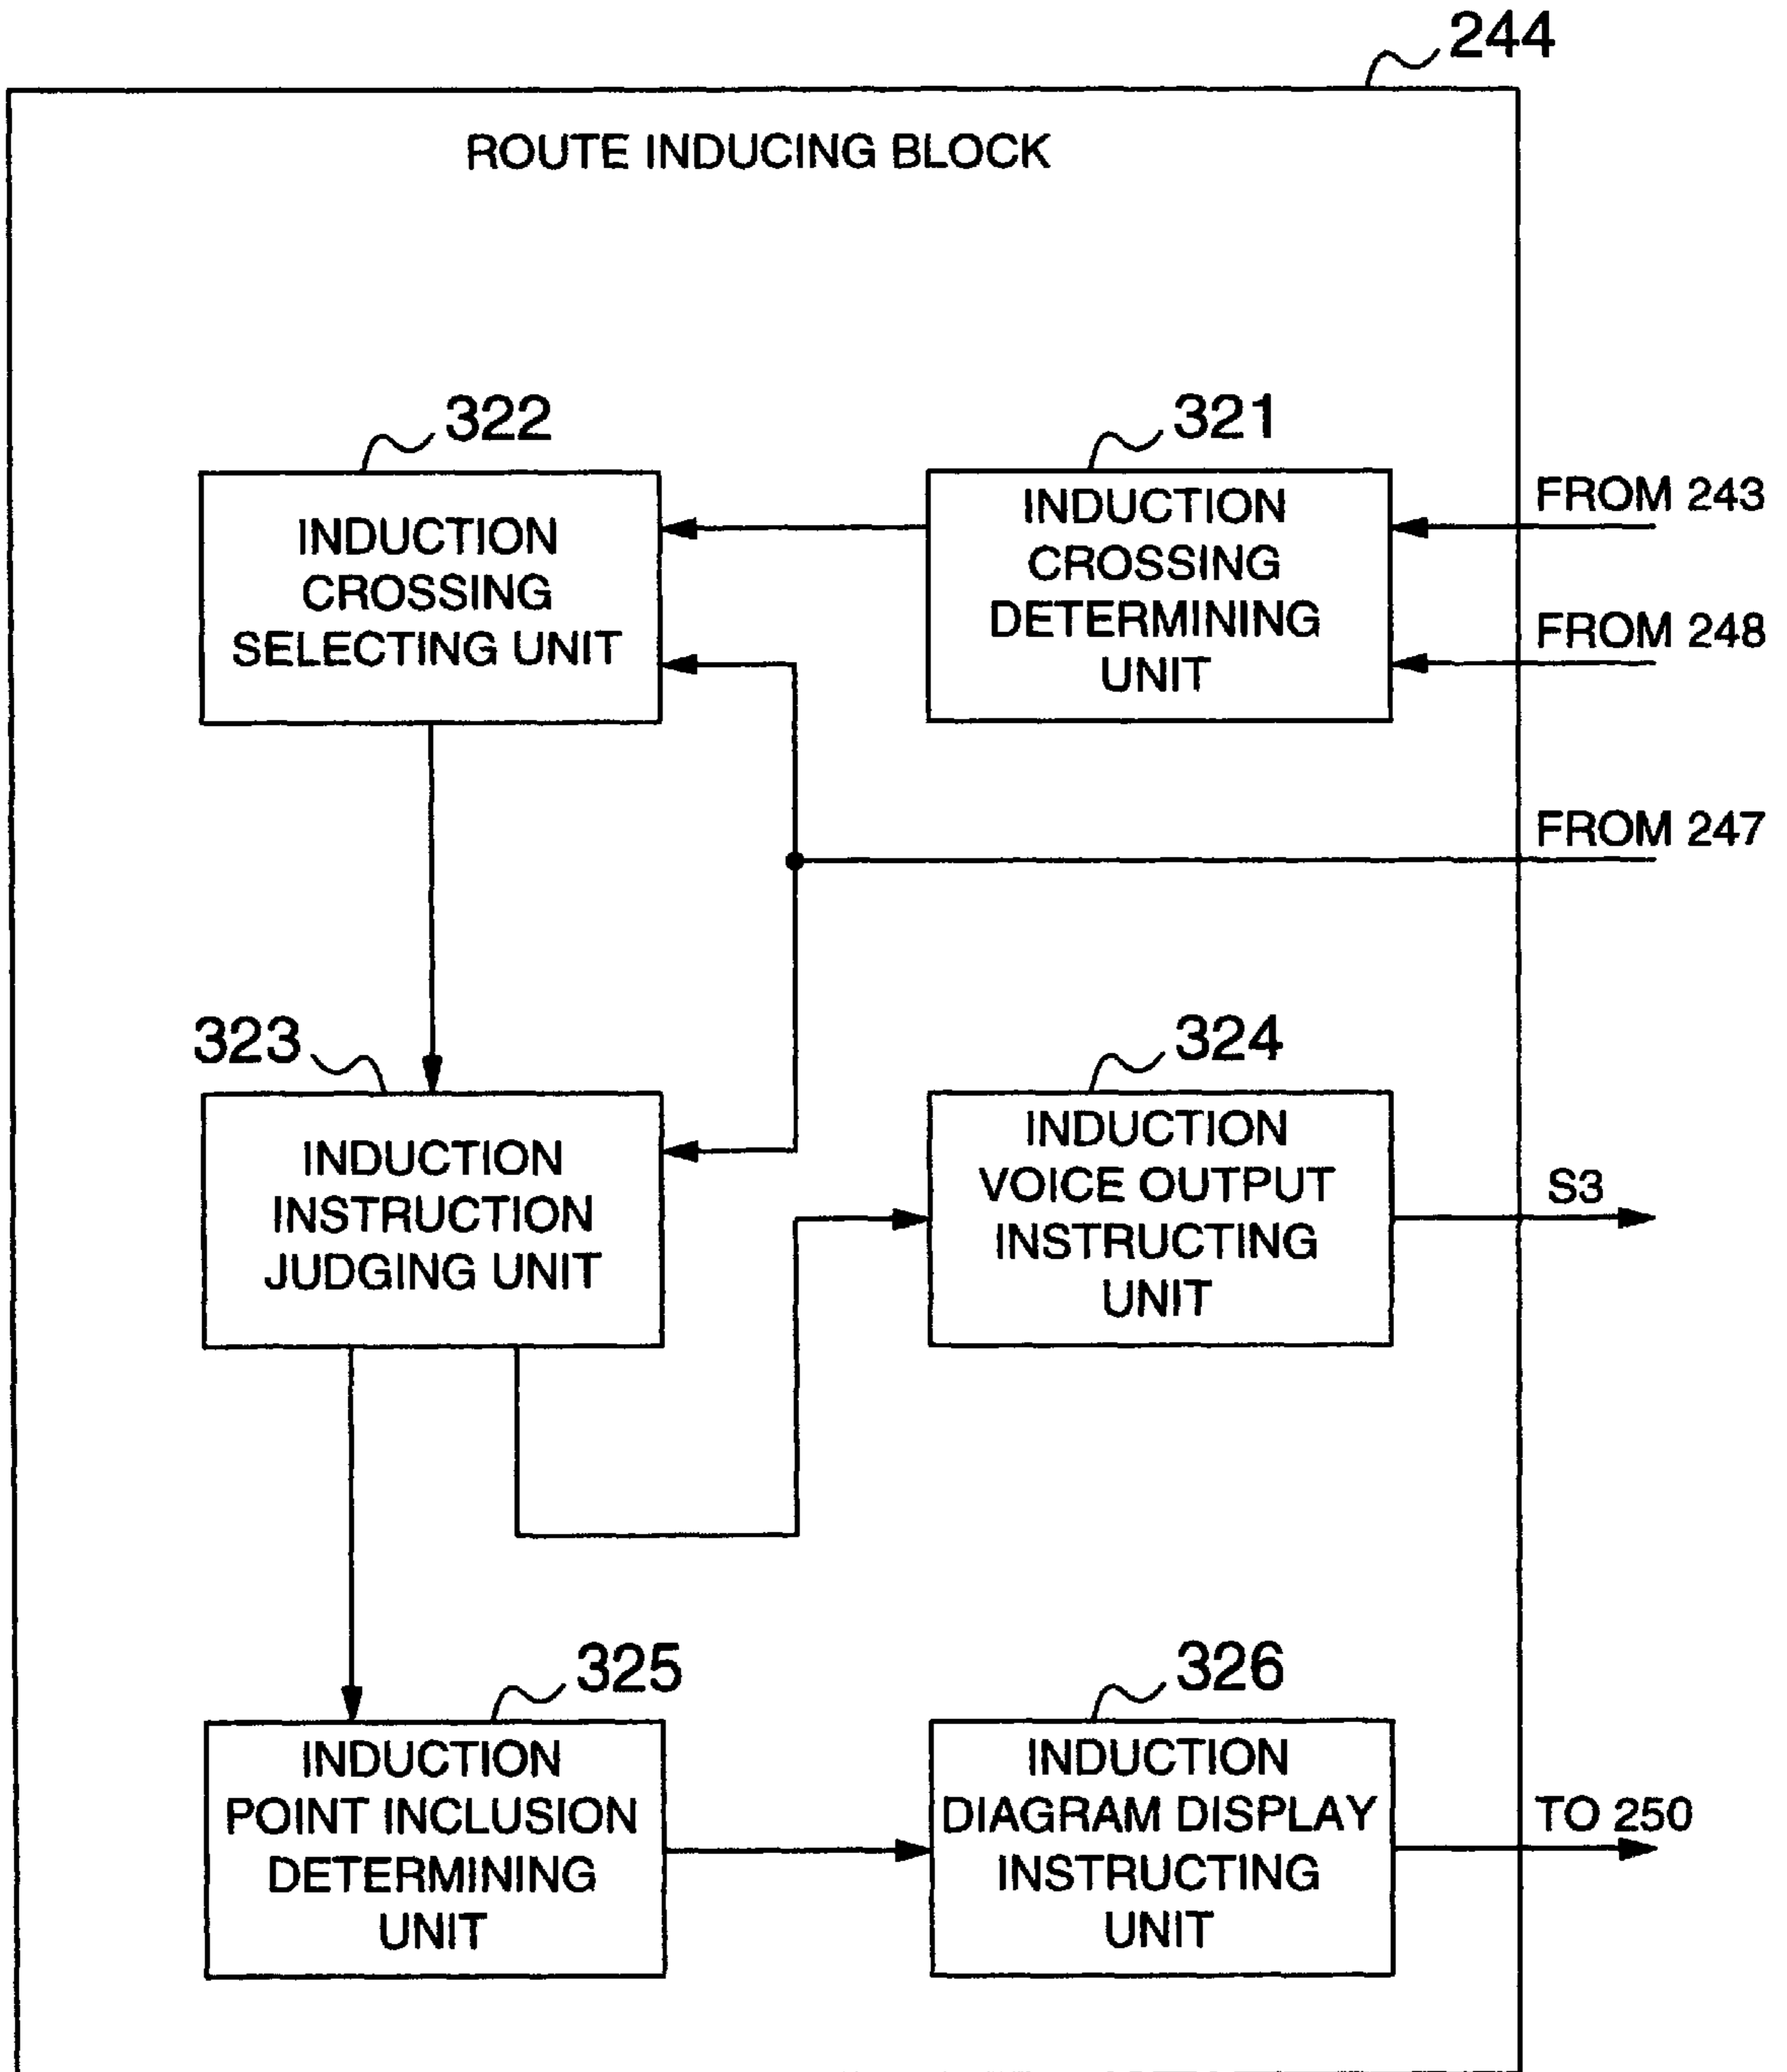 244
ROUTE INDUCING BLOCK
322
INDUCTION
CROSSING
SELECTING UNIT
321
INDUCTION
CROSSING
DETERMINING
UNIT
FROM 243
FROM 248
FROM 247
323
INDUCTION
INSTRUCTION
JUDGING UNIT
324
INDUCTION
VOICE OUTPUT
INSTRUCTING
UNIT
S3
325
INDUCTION
POINT INCLUSION
DETERMINING
UNIT
326
INDUCTION
DIAGRAM DISPLAY
INSTRUCTING
UNIT
TO 250